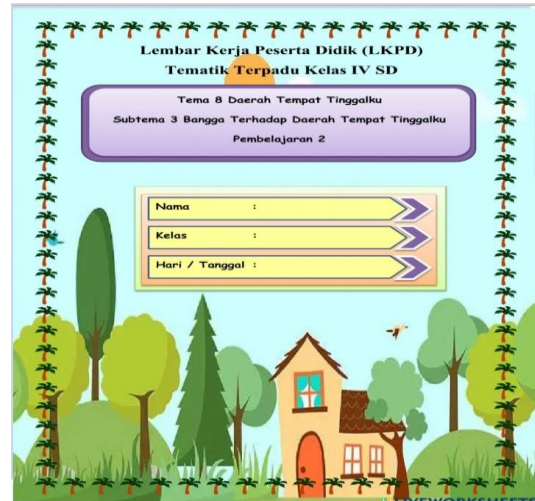 Lembar Kerja Peserta Didik (LKPD)
Tematik Terpadu Kelas IV SD
Tema 8 Daerah Tempat Tinggalku
Subtema 3 Bangga Terhadap Daerah Tempat Tinggalku
Pembelajaran 2
Nama :
Kelas :
Hari / Tanggal :
LIVEWORKSHEETS